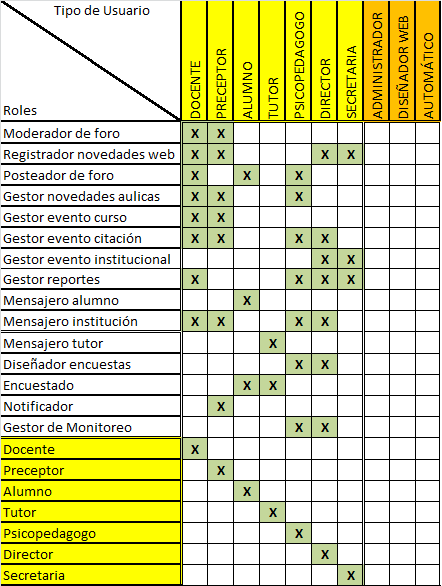 Tipo de Usuario
Roles
DOCENTE
PRECEPTOR
ALUMNO
TUTOR
PSICOPEDAGOGO
DIRECTOR
SECRETARIA
ADMINISTRADOR
DISEÑADOR WEB
AUTOMÁTICO
Moderador de foro X X
Registrador novedades web X X X X
Posteador de foro X X X
Gestor novedades aulicas X X X
Gestor evento curso X X
Gestor evento citación X X X X
Gestor evento institucional X X
Gestor reportes X X X X
Mensajero alumno X
Mensajero institución X X X X
Mensajero tutor X
Diseñador encuestas X X
Encuestado X X
Notificador X
Gestor de Monitoreo X X
Docente X
Preceptor X
Alumno X
Tutor X
Psicopedagogo X
Director X
Secretaria X